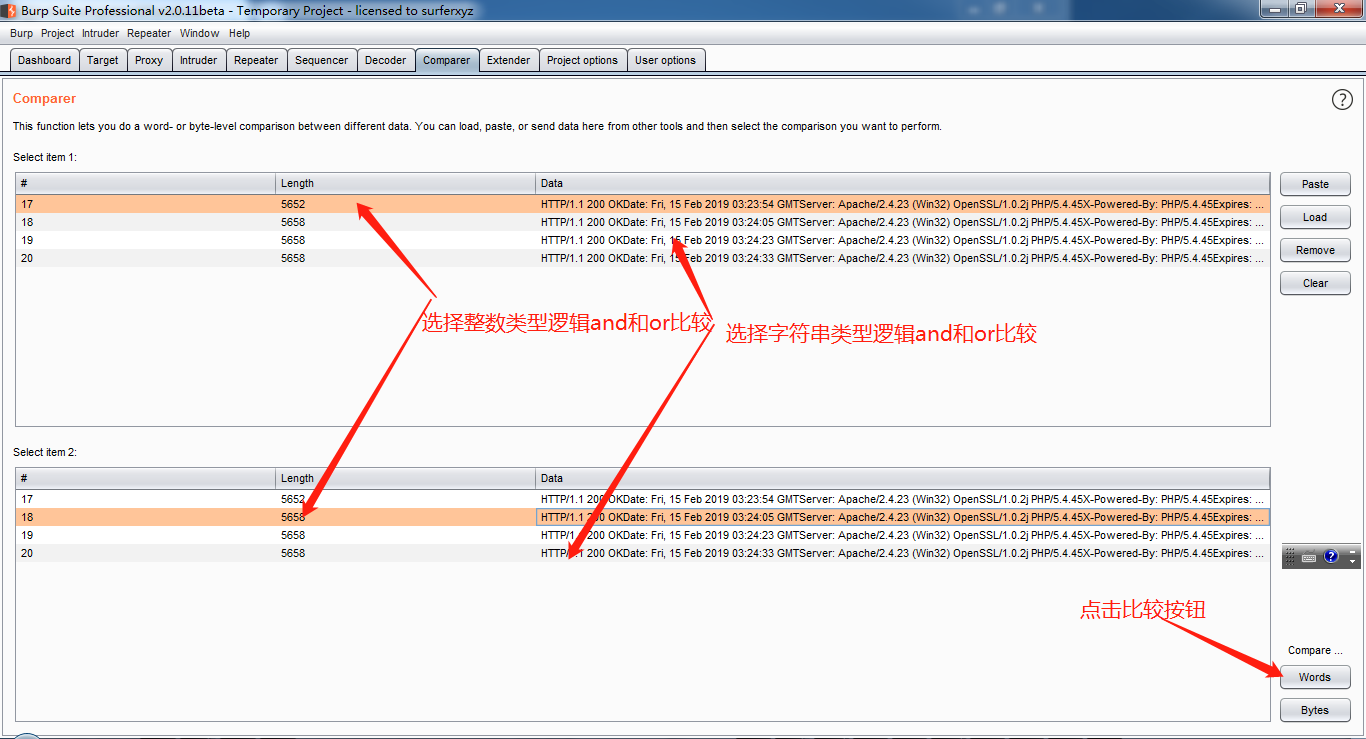 Burp Suite Professional v2.0.11beta - Temporary Project - licensed to surferxyz
Burp Project Intruder Repeater Window Help
Dashboard Target Proxy Intruder Repeater Sequencer Decoder Comparer Extender Project options User options
Comparer
?
This function lets you do a word- or byte-level comparison between different data. You can load, paste, or send data here from other tools and then select the comparison you want to perform.
Select item 1:
# Length Data
17 5652 HTTP/1.1 200 OKDate: Fri, 15 Feb 2019 03:23:54 GMTServer: Apache/2.4.23 (Win32) OpenSSL/1.0.2j PHP/5.4.45X-Powered-By: PHP/5.4.45Expires: ...
18 5658 HTTP/1.1 200 OKDate: Fri, 15 Feb 2019 03:24:05 GMTServer: Apache/2.4.23 (Win32) OpenSSL/1.0.2j PHP/5.4.45X-Powered-By: PHP/5.4.45Expires: ...
19 5658 HTTP/1.1 200 OKDate: Fri, 15 Feb 2019 03:24:23 GMTServer: Apache/2.4.23 (Win32) OpenSSL/1.0.2j PHP/5.4.45X-Powered-By: PHP/5.4.45Expires: ...
20 5658 HTTP/1.1 200 OKDate: Fri, 15 Feb 2019 03:24:33 GMTServer: Apache/2.4.23 (Win32) OpenSSL/1.0.2j PHP/5.4.45X-Powered-By: PHP/5.4.45Expires: ...
Paste
Load
Remove
Clear
选择整数类型逻辑and和or比较
选择字符串类型逻辑and和or比较
Select item 2:
# Length Data
17 5652 HTTP/1.1 200 OKDate: Fri, 15 Feb 2019 03:23:54 GMTServer: Apache/2.4.23 (Win32) OpenSSL/1.0.2j PHP/5.4.45X-Powered-By: PHP/5.4.45Expires: ...
18 5658 HTTP/1.1 200 OKDate: Fri, 15 Feb 2019 03:24:05 GMTServer: Apache/2.4.23 (Win32) OpenSSL/1.0.2j PHP/5.4.45X-Powered-By: PHP/5.4.45Expires: ...
19 5658 HTTP/1.1 200 OKDate: Fri, 15 Feb 2019 03:24:23 GMTServer: Apache/2.4.23 (Win32) OpenSSL/1.0.2j PHP/5.4.45X-Powered-By: PHP/5.4.45Expires: ...
20 5658 HTTP/1.1 200 OKDate: Fri, 15 Feb 2019 03:24:33 GMTServer: Apache/2.4.23 (Win32) OpenSSL/1.0.2j PHP/5.4.45X-Powered-By: PHP/5.4.45Expires: ...
?
点击比较按钮
Compare ...
Words
Bytes